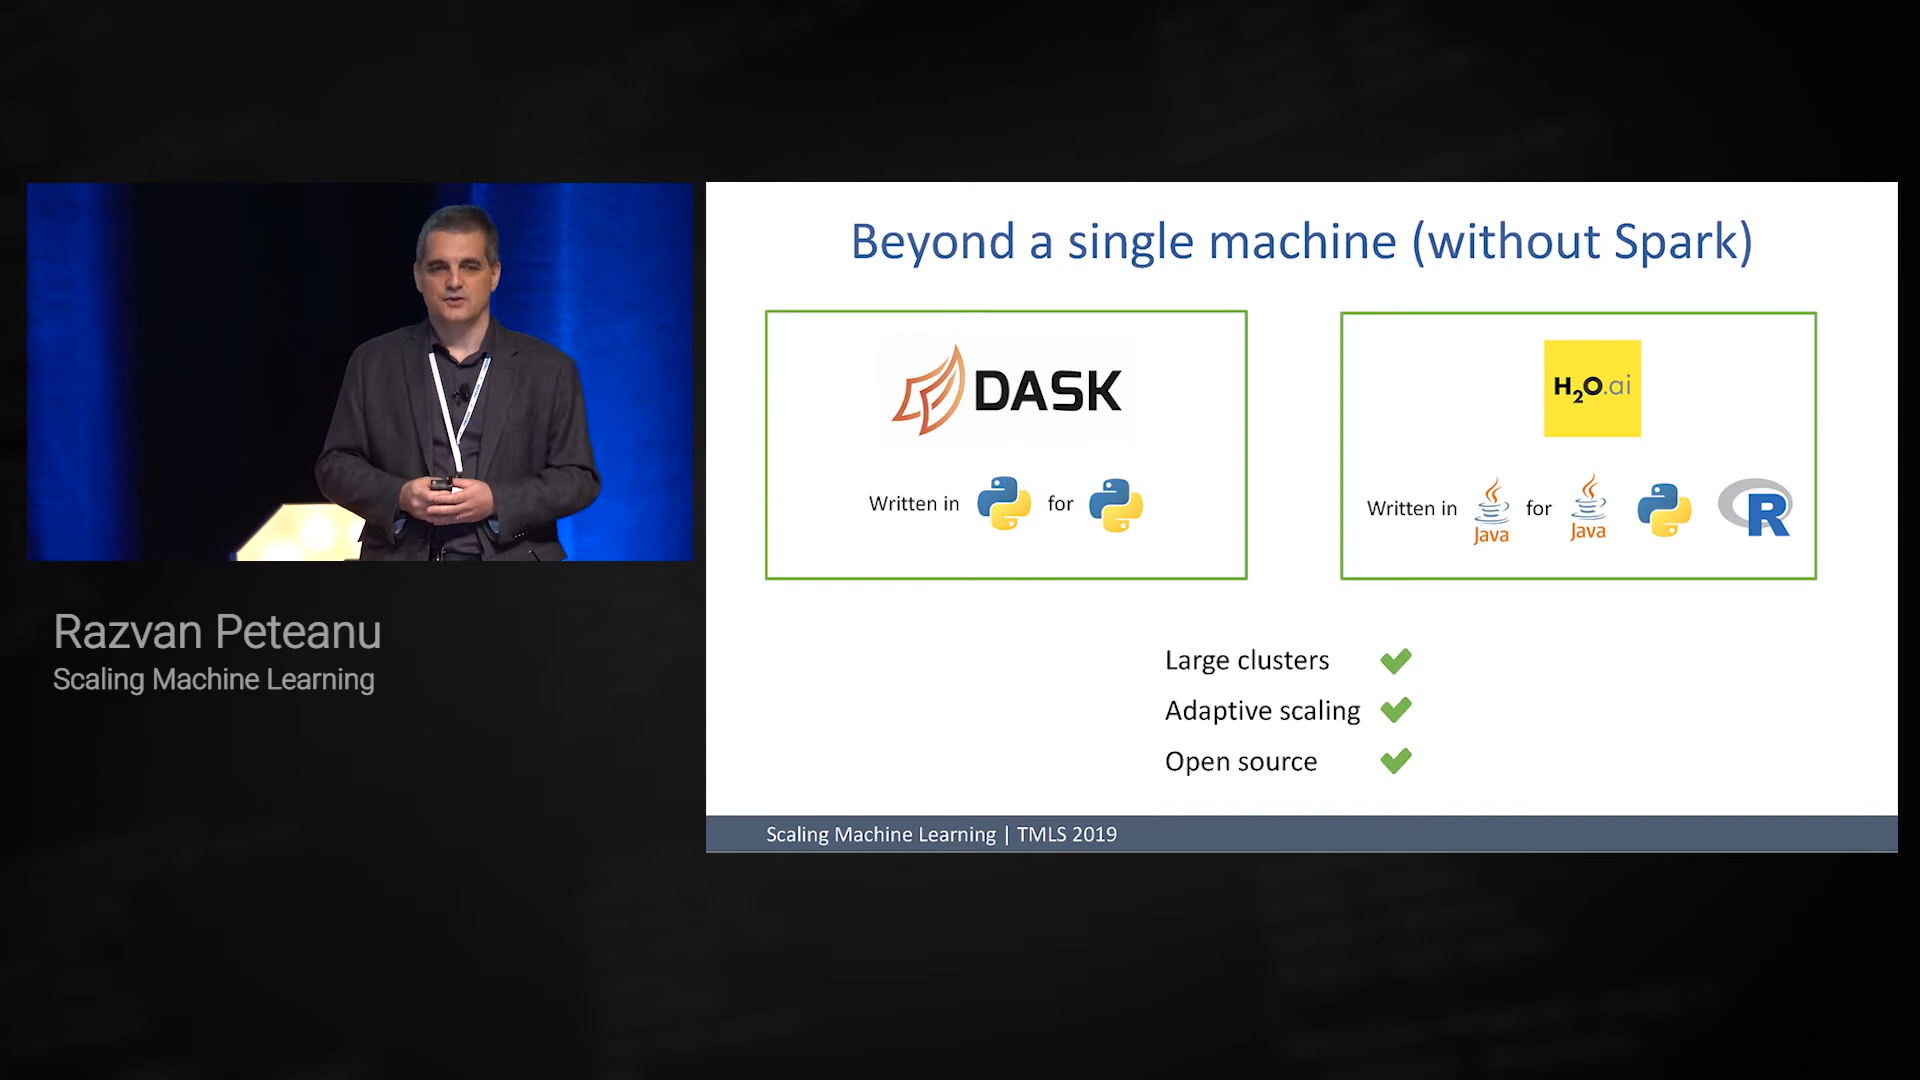 Beyond a single machine (without Spark)
DASK
Written in for
H2O.ai
Written in Java for Java R
Large clusters
Adaptive scaling
Open source
Scaling Machine Learning | TMLS 2019
Razvan Peteanu
Scaling Machine Learning